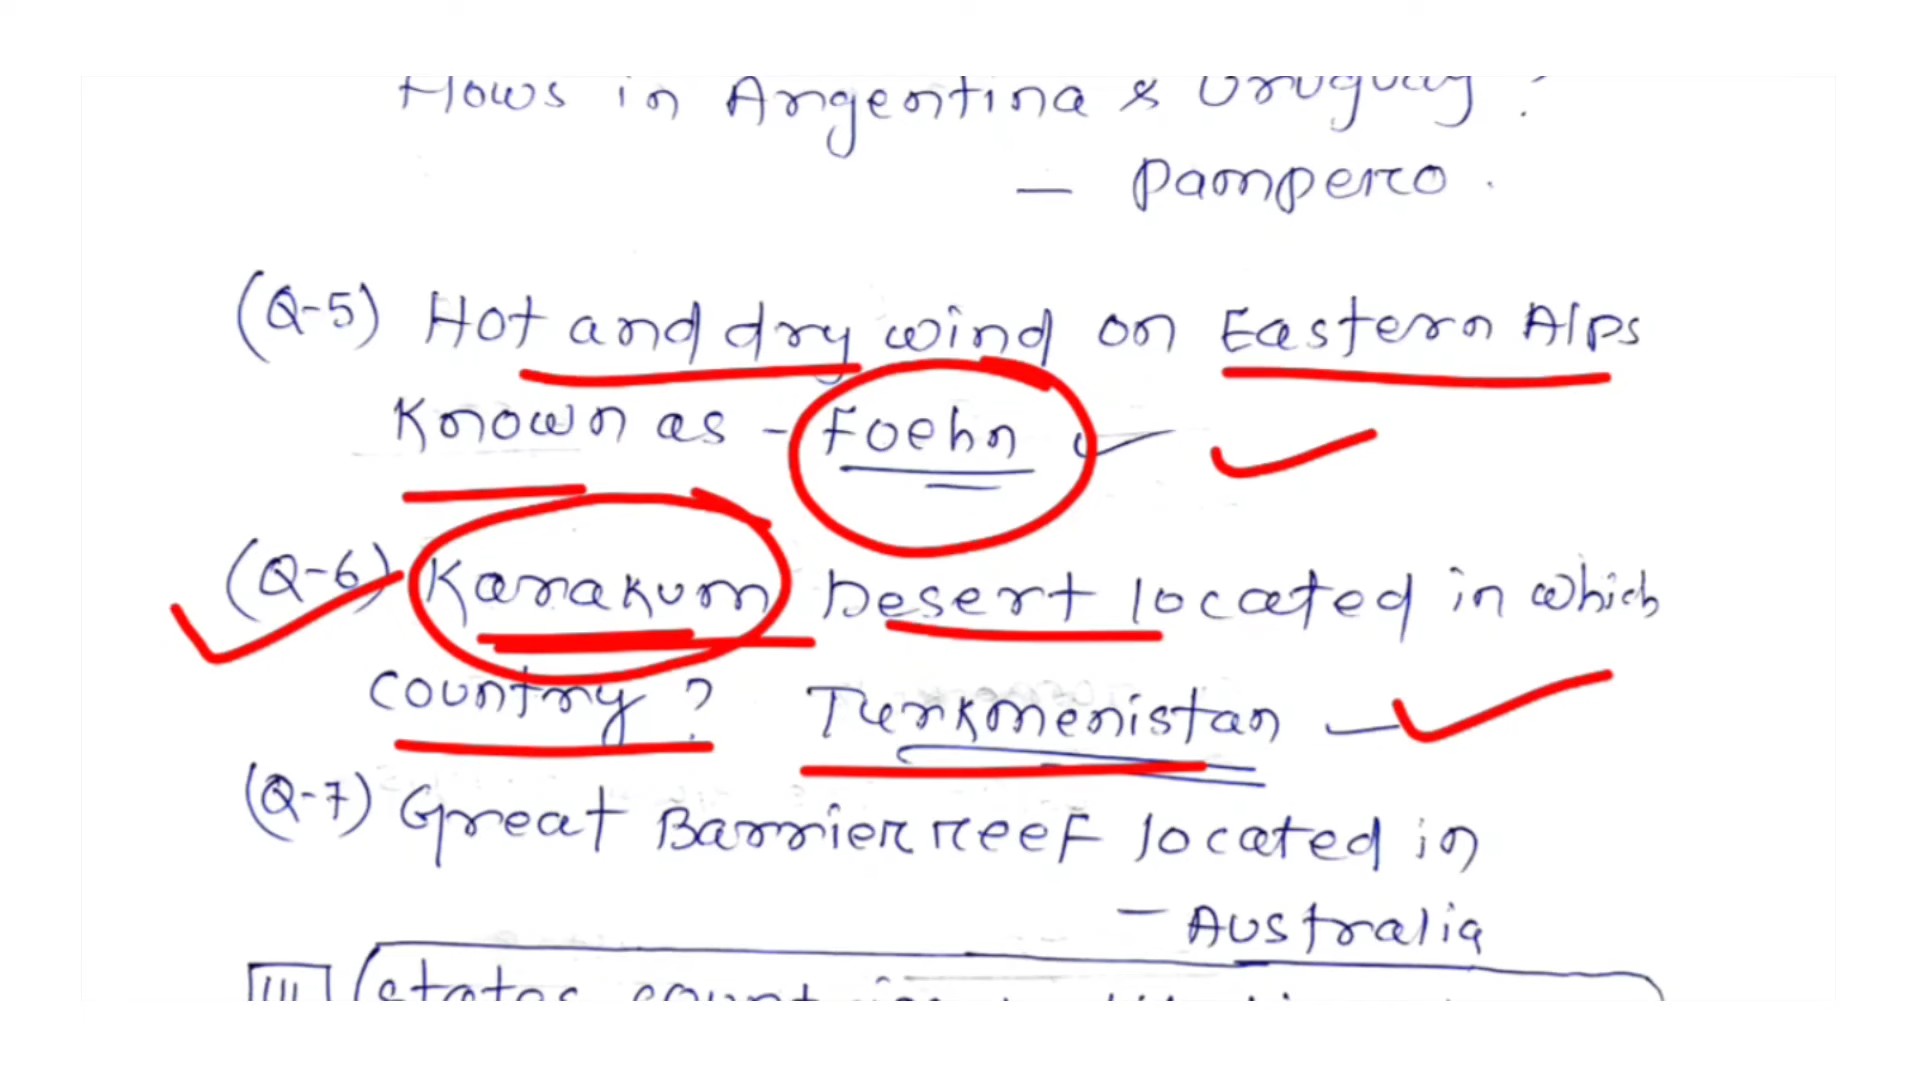 Flows in Argentina & Uruguay?
— Pampero.
(Q-5) Hot and dry wind on Eastern Alps
Known as - Foehn
(Q-6) Karakum Desert located in which
country? Turkmenistan -
(Q-7) Great Barrier reef located in
- Australia
III